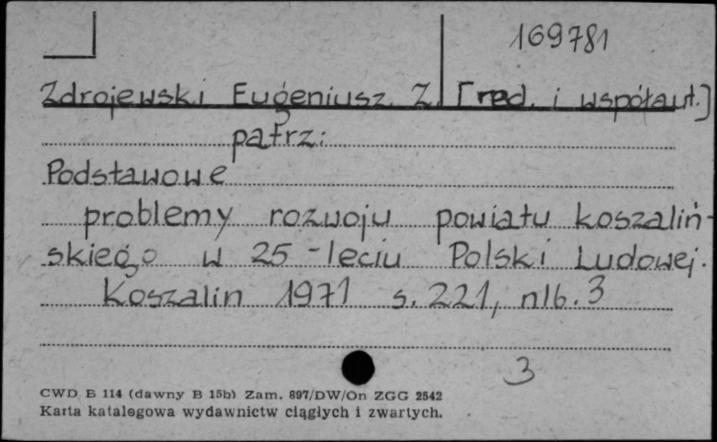 169781
Zdrojewski Eugeniusz Z. [red. i współaut.]
patrz:
Podstawowe
problemy rozwoju powiatu koszaliń-
skiego w 25-leciu Polski Ludowej.
Koszalin 1971 s. 221, nlb. 3
3
CWD B 114 (dawny B 15b) Zam. 897/DW/On ZGG 2542
Karta katalogowa wydawnictw ciągłych i zwartych.